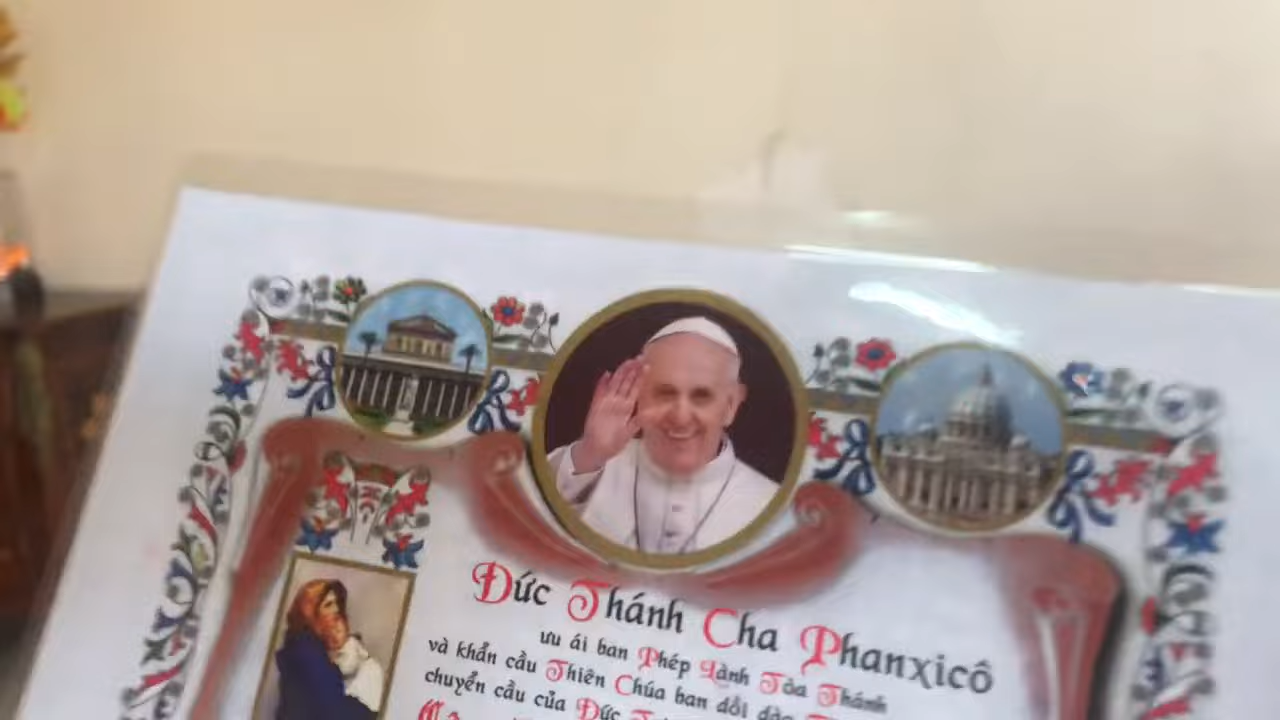 Đức Thánh Cha Phanxicô
ưu ái ban Phép Lành Tòa Thánh
và khẩn cầu Thiên Chúa ban dồi dào
chuyển cầu của Đức